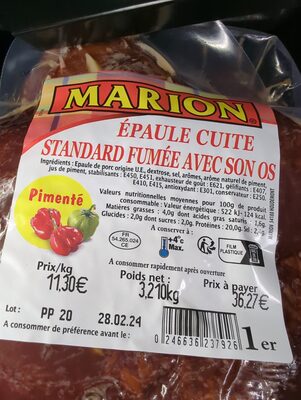 MARION®
ÉPAULE CUITE
STANDARD FUMÉE AVEC SON OS
Ingrédients : Epaule de porc origine U.E., dextrose, sel, arômes, arôme naturel de piment,
jus de piment, stabilisants : E450, E451, exhausteur de goût : E621, gélifiants : E407,
E410, E415, antioxydant : E301, conservateur : E250.
Valeurs nutritionnelles moyennes pour 100g de produit
consommable : Valeur énergétique : 522 kJ - 124 kcal.
Matières grasses : 4,0g dont acides gras saturés : 1,6g.
Glucides : 2,0g dont sucres : 2,0g. Protéines : 20,0g. Sel :
Pimenté
A conserver à :
FR
54.265.024
CE
+4°c
Max.
FILM
PLASTIQUE
A consommer rapidement après ouverture
Prix/kg
11.30€
Poids net :
3.210kg
Prix à payer
36.27€
Lot : PP 20
28.02.24
A consommer de préférence avant le :
0 246636 237926
1er